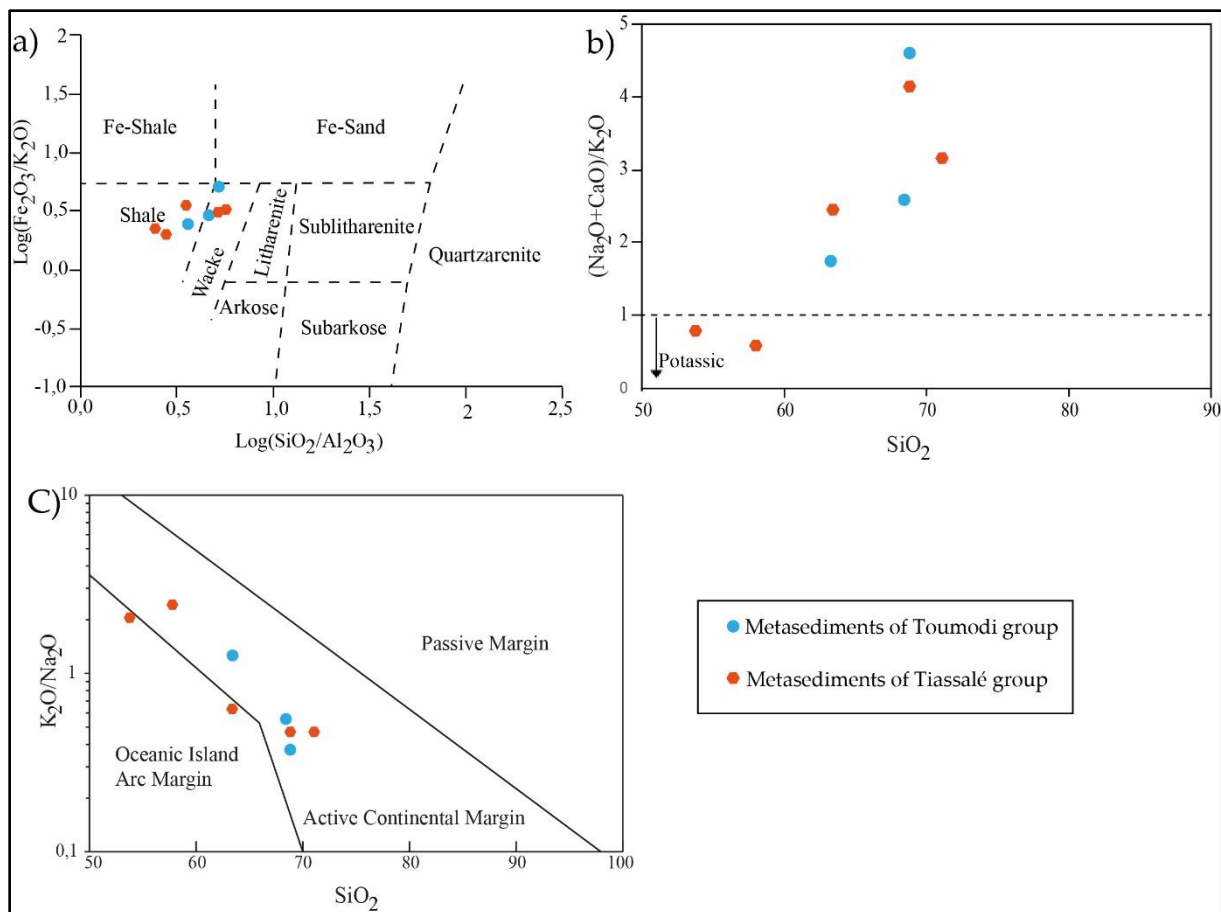 a)
2
1,5
1,0
0,5
0,0
-0,5
-1,0
Log(Fe2O3/K2O)
Fe-Shale
Fe-Sand
Shale
Wacke
Litharenite
Sublitharenite
Quartzarenite
Arkose
Subarkose
0,0
0,5
1,0
1,5
2
2,5
Log(SiO2/Al2O3)
b)
5
4
3
2
1
0
(Na2O+CaO)/K2O
Potassic
50
60
70
80
90
SiO2
C)
10
1
0,1
K2O/Na2O
Passive Margin
Oceanic Island
Arc Margin
Active Continental Margin
50
60
70
80
90
100
SiO2
Metasediments of Toumodi group
Metasediments of Tiassalé group